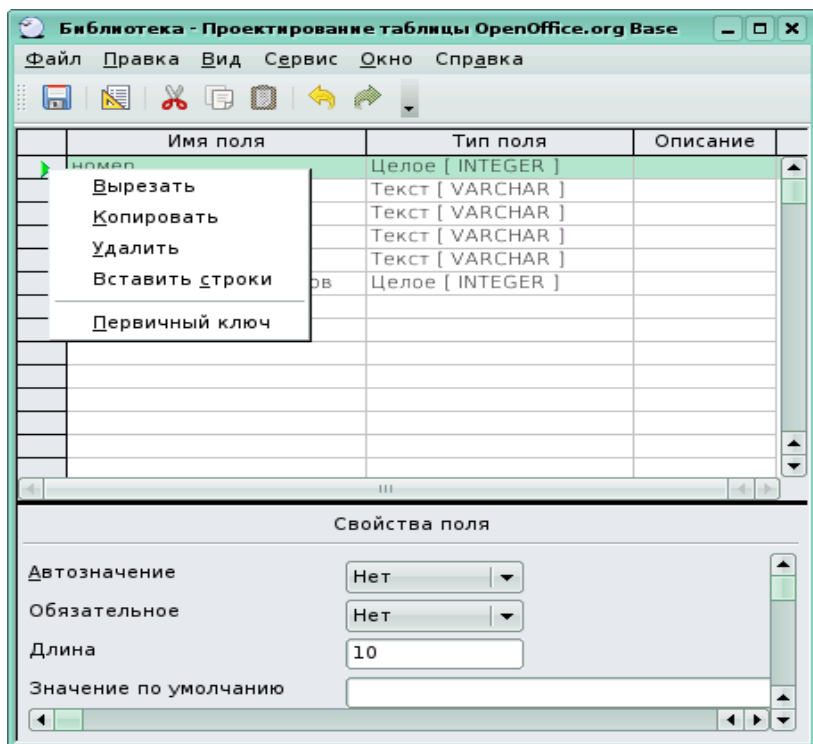 Библиотека - Проектирование таблицы OpenOffice.org Base
Файл Правка Вид Сервис Окно Справка
Имя поля Тип поля Описание
номер Целое [ INTEGER ]
Вырезать Текст [ VARCHAR ]
Копировать Текст [ VARCHAR ]
Удалить Текст [ VARCHAR ]
Текст [ VARCHAR ]
Вставить строки ов Целое [ INTEGER ]
Первичный ключ
Свойства поля
Автозначение Нет
Обязательное Нет
Длина 10
Значение по умолчанию